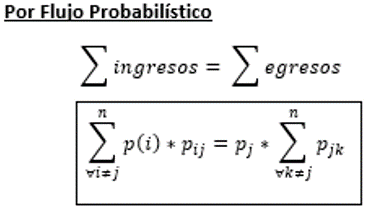 Por Flujo Probabilístico
∑ ingresos = ∑ egresos
∑_{∀i≠j}^{n} p(i) * p_{ij} = p_j * ∑_{∀k≠j}^{n} p_{jk}